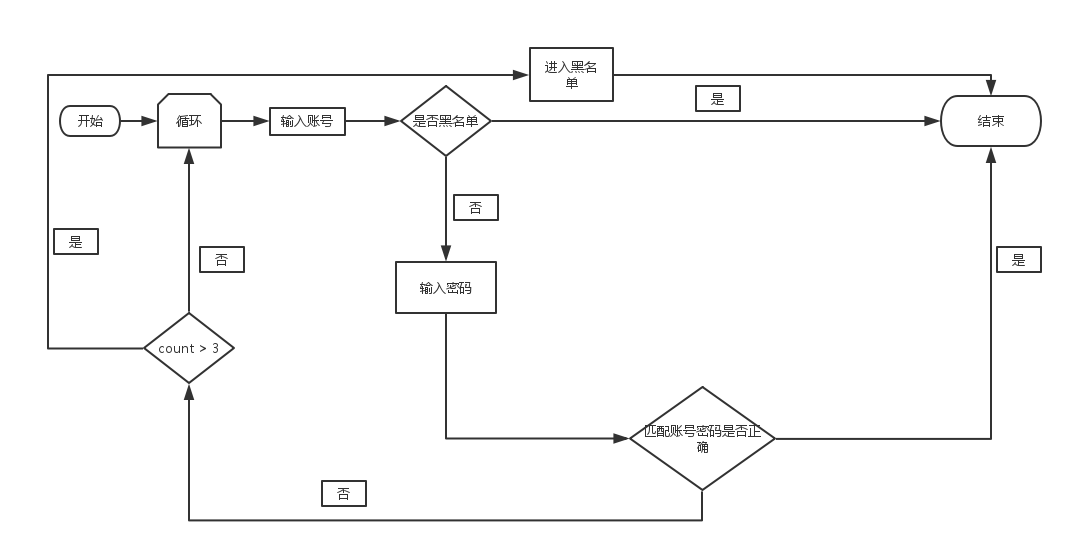 进入黑名
单
是
开始
循环
输入账号
是否黑名单
结束
否
是
否
是
输入密码
count > 3
匹配账号密码是否正
确
否